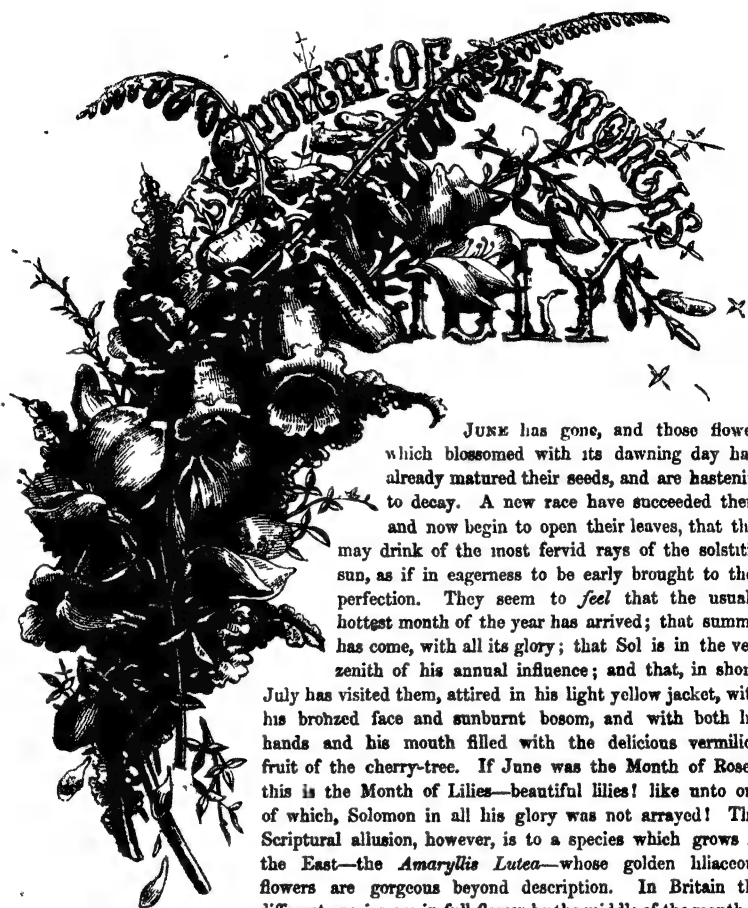 POETRY OF THE MONTHS
JULY
JUNE has gone, and those flowe
which blossomed with its dawning day ha
already matured their seeds, and are hasteni
to decay. A new race have succeeded the
and now begin to open their leaves, that th
may drink of the most fervid rays of the solstiti
sun, as if in eagerness to be early brought to the
perfection. They seem to feel that the usual
hottest month of the year has arrived; that summ
has come, with all its glory; that Sol is in the ve
zenith of his annual influence; and that, in shor
July has visited them, attired in his light yellow jacket, wit
his bronzed face and sunburnt bosom, and with both h
hands and his mouth filled with the delicious vermilio
fruit of the cherry-tree. If June was the Month of Rose
this is the Month of Lilies—beautiful lilies! like unto on
of which, Solomon in all his glory was not arrayed! Th
Scriptural allusion, however, is to a species which grows
the East—the Amaryllis Lutea—whose golden liliaceou
flowers are gorgeous beyond description. In Britain th